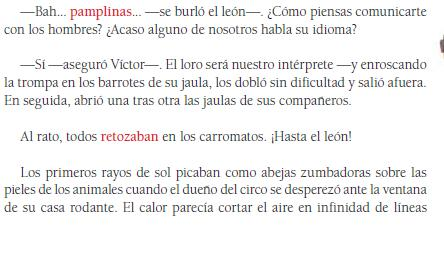 —Bah... pamplinas... —se burló el león—. ¿Cómo piensas comunicarte
con los hombres? ¿Acaso alguno de nosotros habla su idioma?
—Sí —aseguró Víctor—. El loro será nuestro intérprete —y enroscando
la trompa en los barrotes de su jaula, los dobló sin dificultad y salió afuera.
En seguida, abrió una tras otra las jaulas de sus compañeros.
Al rato, todos retozaban en los carromatos. ¡Hasta el león!
Los primeros rayos de sol picaban como abejas zumbadoras sobre las
pieles de los animales cuando el dueño del circo se desperezó ante la ventana
de su casa rodante. El calor parecía cortar el aire en infinidad de líneas